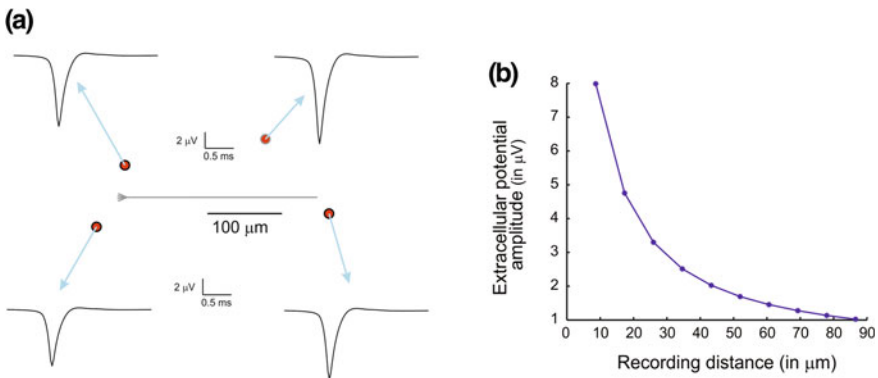 (a)
2 μV
0.5 ms
100 μm
2 μV
0.5 ms
(b)
Extracellular potential
amplitude (in μV)
8
7
6
5
4
3
2
1
0 10 20 30 40 50 60 70 80 90
Recording distance (in μm)